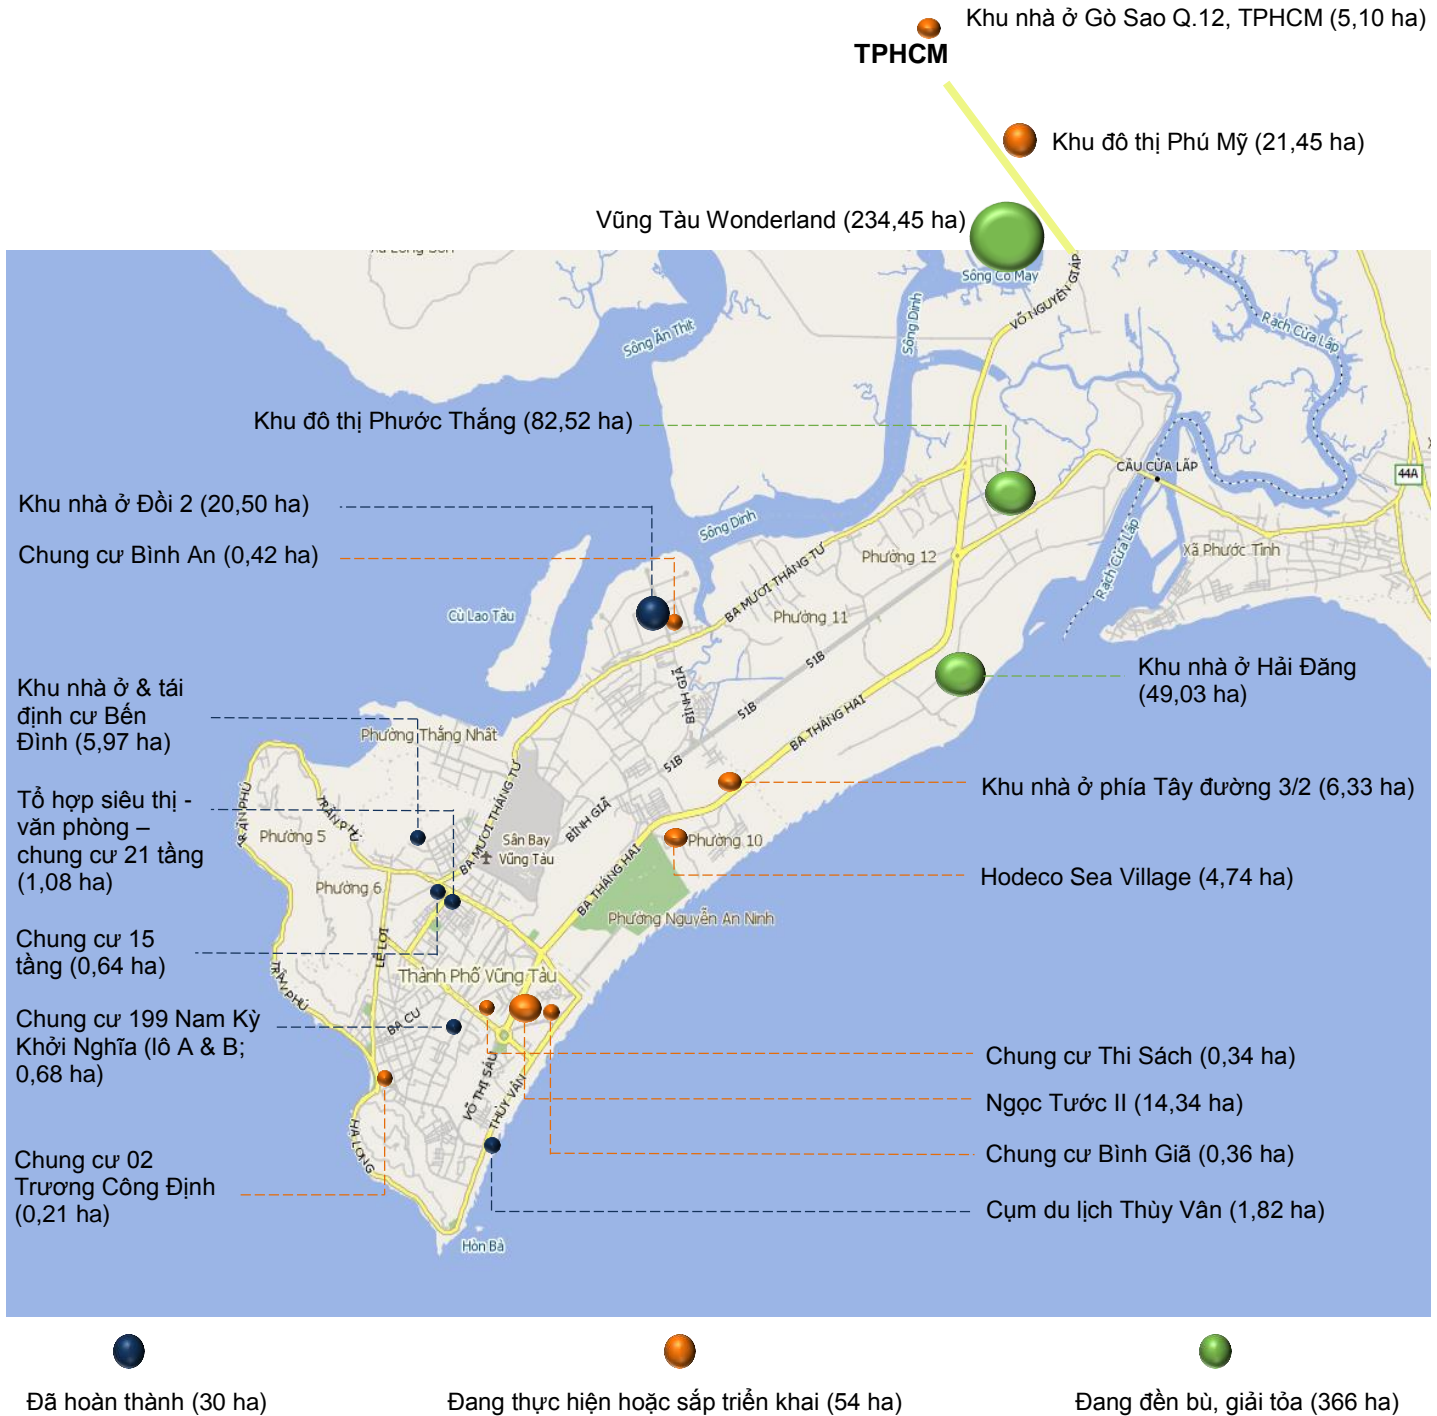 Khu nhà ở Gò Sao Q.12, TPHCM (5,10 ha)
TPHCM
Khu đô thị Phú Mỹ (21,45 ha)
Vũng Tàu Wonderland (234,45 ha)
Sông Cỏ May
VÕ NGUYÊN GIÁP
Sông Dinh
Sông Ăn Thịt
Rạch Cửa Lấp
Khu đô thị Phước Thắng (82,52 ha)
CẦU CỬA LẤP
44A
Khu nhà ở Đồi 2 (20,50 ha)
Sông Dinh
Phường 12
Xã Phước Tỉnh
Chung cư Bình An (0,42 ha)
BA MƯƠI THÁNG TƯ
Rạch Cửa Lấp
Cù Lao Tàu
Phường 11
51B
Khu nhà ở Hải Đăng
(49,03 ha)
Khu nhà ở & tái
định cư Bến
Đình (5,97 ha)
BÌNH GIÃ
51B
BA THÁNG HAI
Phường Thắng Nhất
51B
Khu nhà ở phía Tây đường 3/2 (6,33 ha)
Tổ hợp siêu thị -
văn phòng –
chung cư 21 tầng
(1,08 ha)
TRẦN PHÚ
TRẦN PHÚ
Phường 5
BA MƯƠI THÁNG TƯ
Sân Bay
Vũng Tàu
BÌNH GIÃ
Phường 10
Phường 6
BA THÁNG HAI
Hodeco Sea Village (4,74 ha)
Phường Nguyễn An Ninh
Chung cư 15
tầng (0,64 ha)
LÊ LỢI
TRẦN PHÚ
Thành Phố Vũng Tàu
Chung cư 199 Nam Kỳ
Khởi Nghĩa (lô A & B;
0,68 ha)
BA CU
Chung cư Thi Sách (0,34 ha)
VÕ THỊ SÁU
THÙY VÂN
Ngọc Tước II (14,34 ha)
HẠ LONG
Chung cư Bình Giã (0,36 ha)
Chung cư 02
Trương Công Định
(0,21 ha)
Cụm du lịch Thùy Vân (1,82 ha)
Hòn Bà
Đã hoàn thành (30 ha)
Đang thực hiện hoặc sắp triển khai (54 ha)
Đang đền bù, giải tỏa (366 ha)